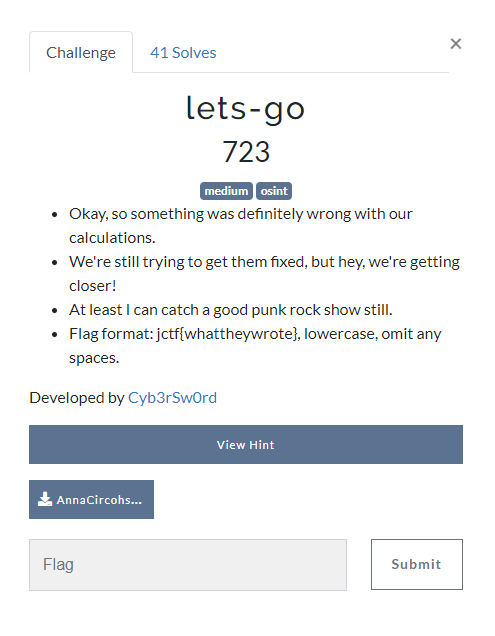 Challenge
41 Solves
×
lets-go
723
medium osint
• Okay, so something was definitely wrong with our
calculations.
• We're still trying to get them fixed, but hey, we're getting
closer!
• At least I can catch a good punk rock show still.
• Flag format: jctf{whattheywrote}, lowercase, omit any
spaces.
Developed by Cyb3rSw0rd
View Hint
AnnaCircohs...
Flag
Submit